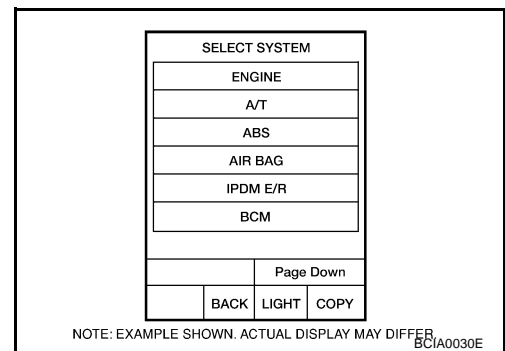 SELECT SYSTEM
ENGINE
A/T
ABS
AIR BAG
IPDM E/R
BCM
Page Down
BACK LIGHT COPY
NOTE: EXAMPLE SHOWN. ACTUAL DISPLAY MAY DIFFER.
BCIA0030E